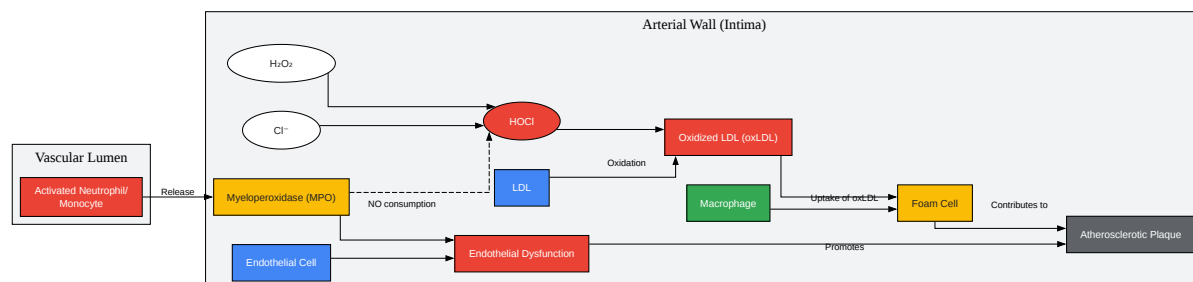 Arterial Wall (Intima)
H₂O₂
Cl⁻
HOCl
Oxidized LDL (oxLDL)
Vascular Lumen
Activated Neutrophil/
Monocyte
Release
Myeloperoxidase (MPO)
NO consumption
LDL
Oxidation
Macrophage
Uptake of oxLDL
Foam Cell
Contributes to
Atherosclerotic Plaque
Endothelial Cell
Endothelial Dysfunction
Promotes